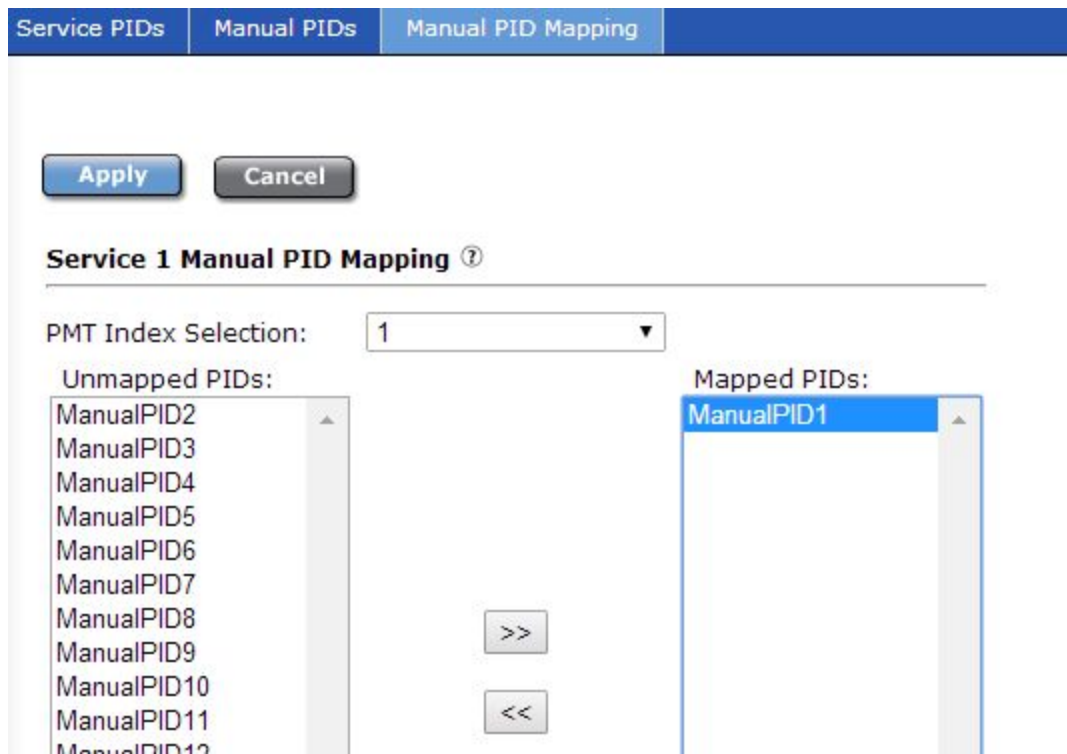 Service PIDs Manual PIDs Manual PID Mapping
Apply Cancel
Service 1 Manual PID Mapping ?
PMT Index Selection: 1
Unmapped PIDs: Mapped PIDs:
ManualPID2 ManualPID1
ManualPID3
ManualPID4
ManualPID5
ManualPID6
ManualPID7
ManualPID8
>>
ManualPID9
ManualPID10
ManualPID11 <<
ManualPID12